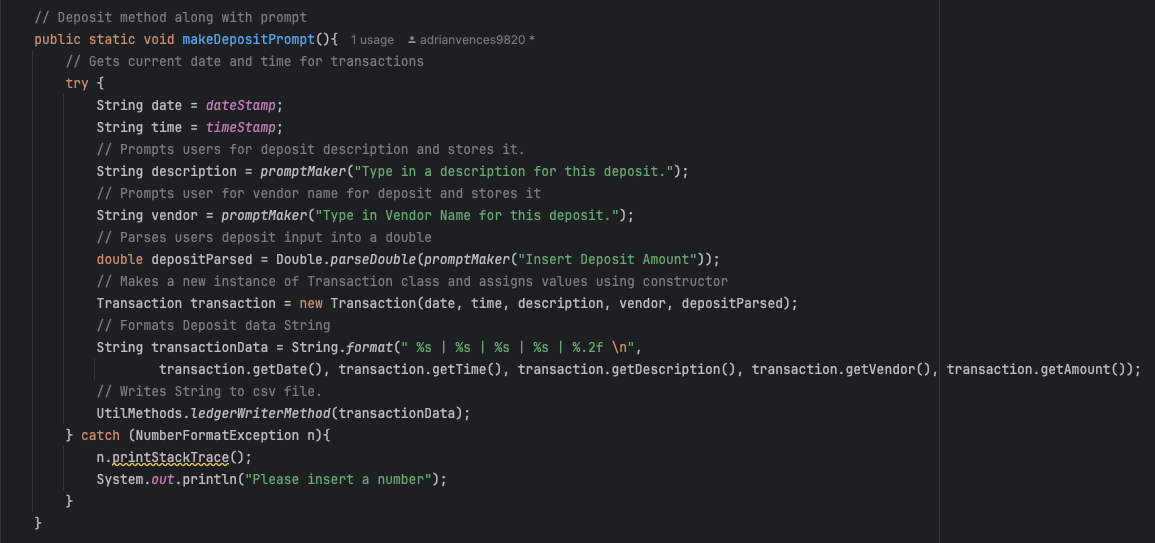 // Deposit method along with prompt
public static void makeDepositPrompt(){ 1 usage adrianvences9820 *
// Gets current date and time for transactions
try {
String date = dateStamp;
String time = timeStamp;
// Prompts users for deposit description and stores it.
String description = promptMaker("Type in a description for this deposit.");
// Prompts user for vendor name for deposit and stores it
String vendor = promptMaker("Type in Vendor Name for this deposit.");
// Parses users deposit input into a double
double depositParsed = Double.parseDouble(promptMaker("Insert Deposit Amount"));
// Makes a new instance of Transaction class and assigns values using constructor
Transaction transaction = new Transaction(date, time, description, vendor, depositParsed);
// Formats Deposit data String
String transactionData = String.format(" %s | %s | %s | %s | %.2f \n",
transaction.getDate(), transaction.getTime(), transaction.getDescription(), transaction.getVendor(), transaction.getAmount());
// Writes String to csv file.
UtilMethods.ledgerWriterMethod(transactionData);
} catch (NumberFormatException n){
n.printStackTrace();
System.out.println("Please insert a number");
}
}